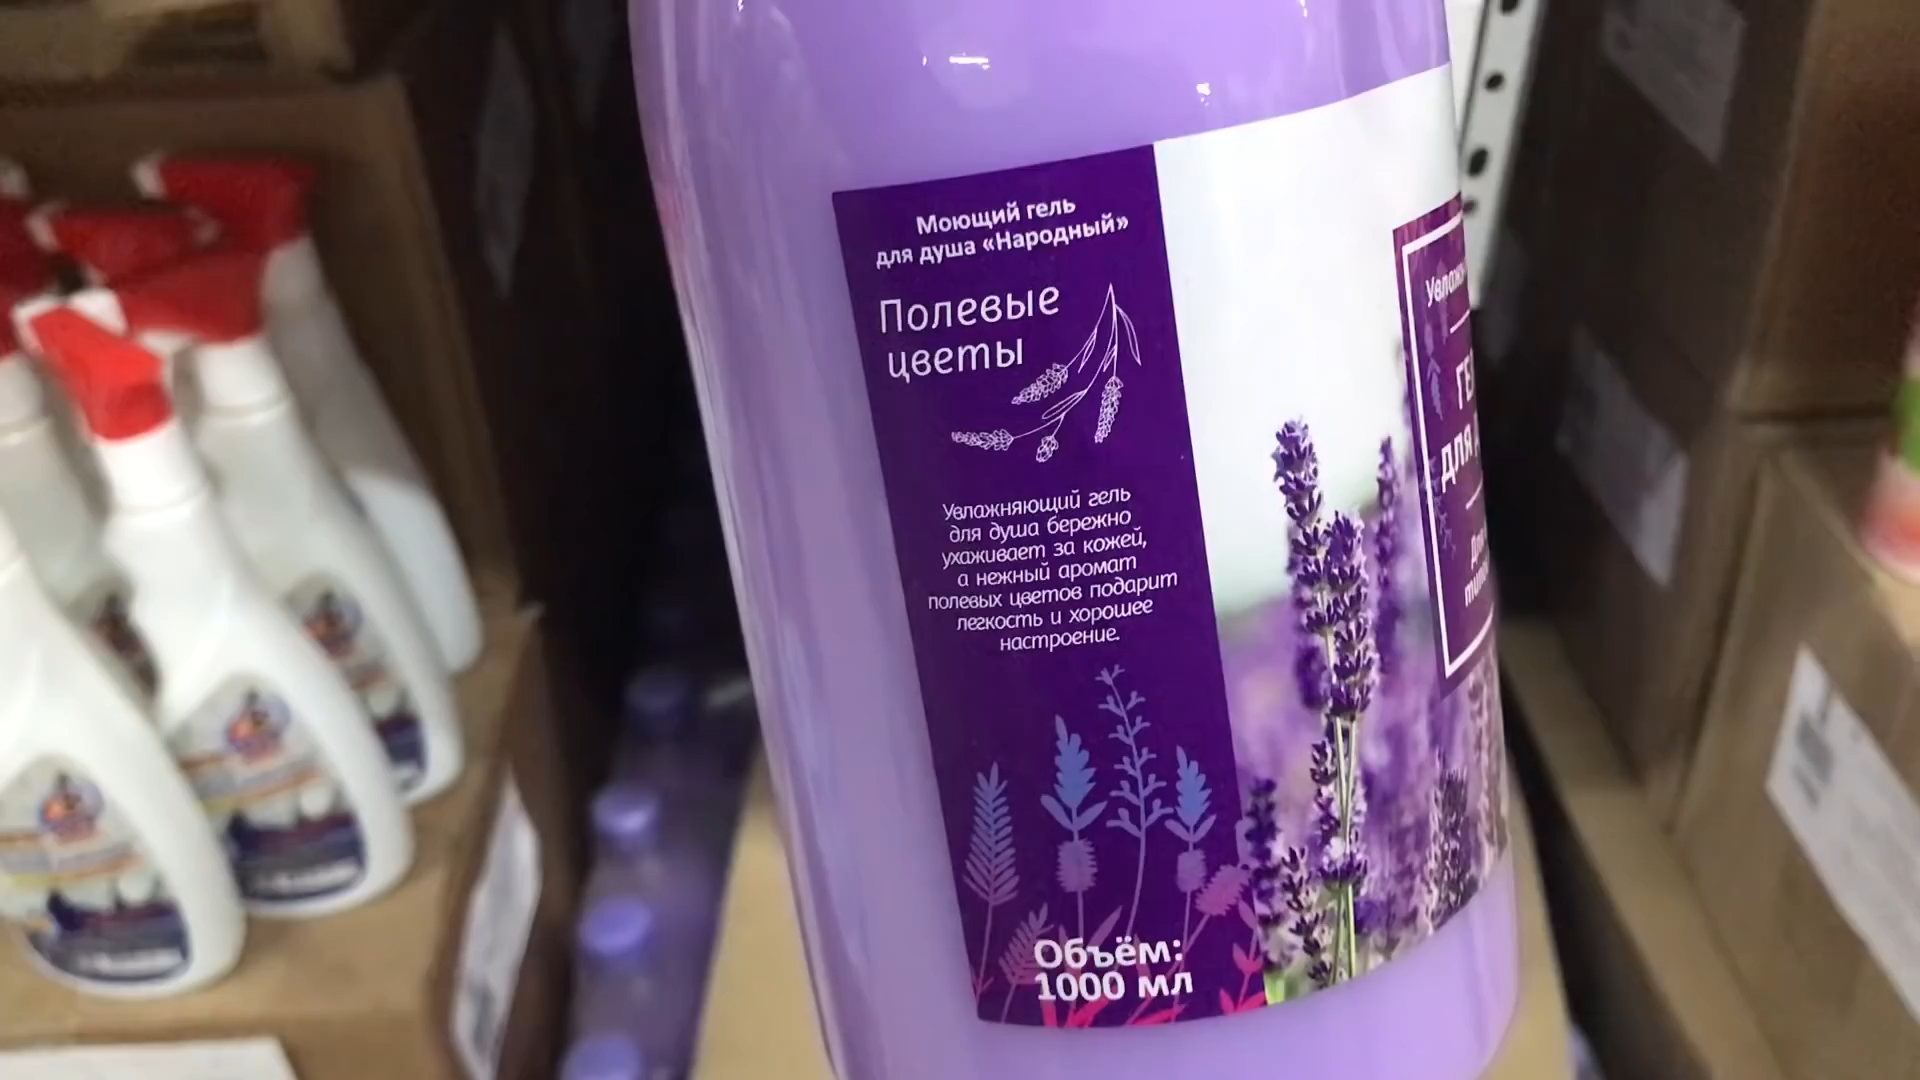 Моющий гель
для душа «Народный»
Полевые
цветы
Увлажняющий гель
для душа бережно
ухаживает за кожей,
а нежный аромат
полевых цветов подарит
легкость и хорошее
настроение.
Объём:
1000 мл
для